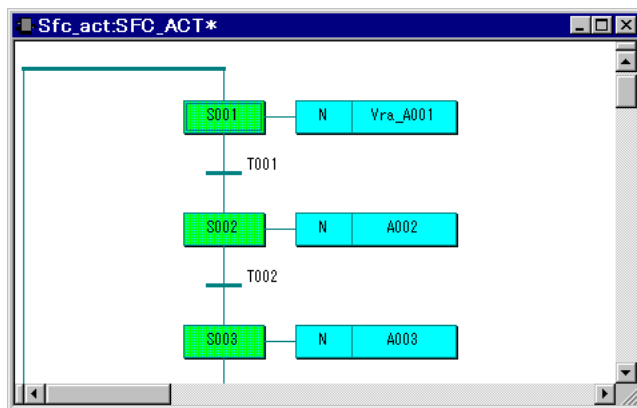 Sfc_act:SFC_ACT*
S001 N Vra_A001
T001
S002 N A002
T002
S003 N A003